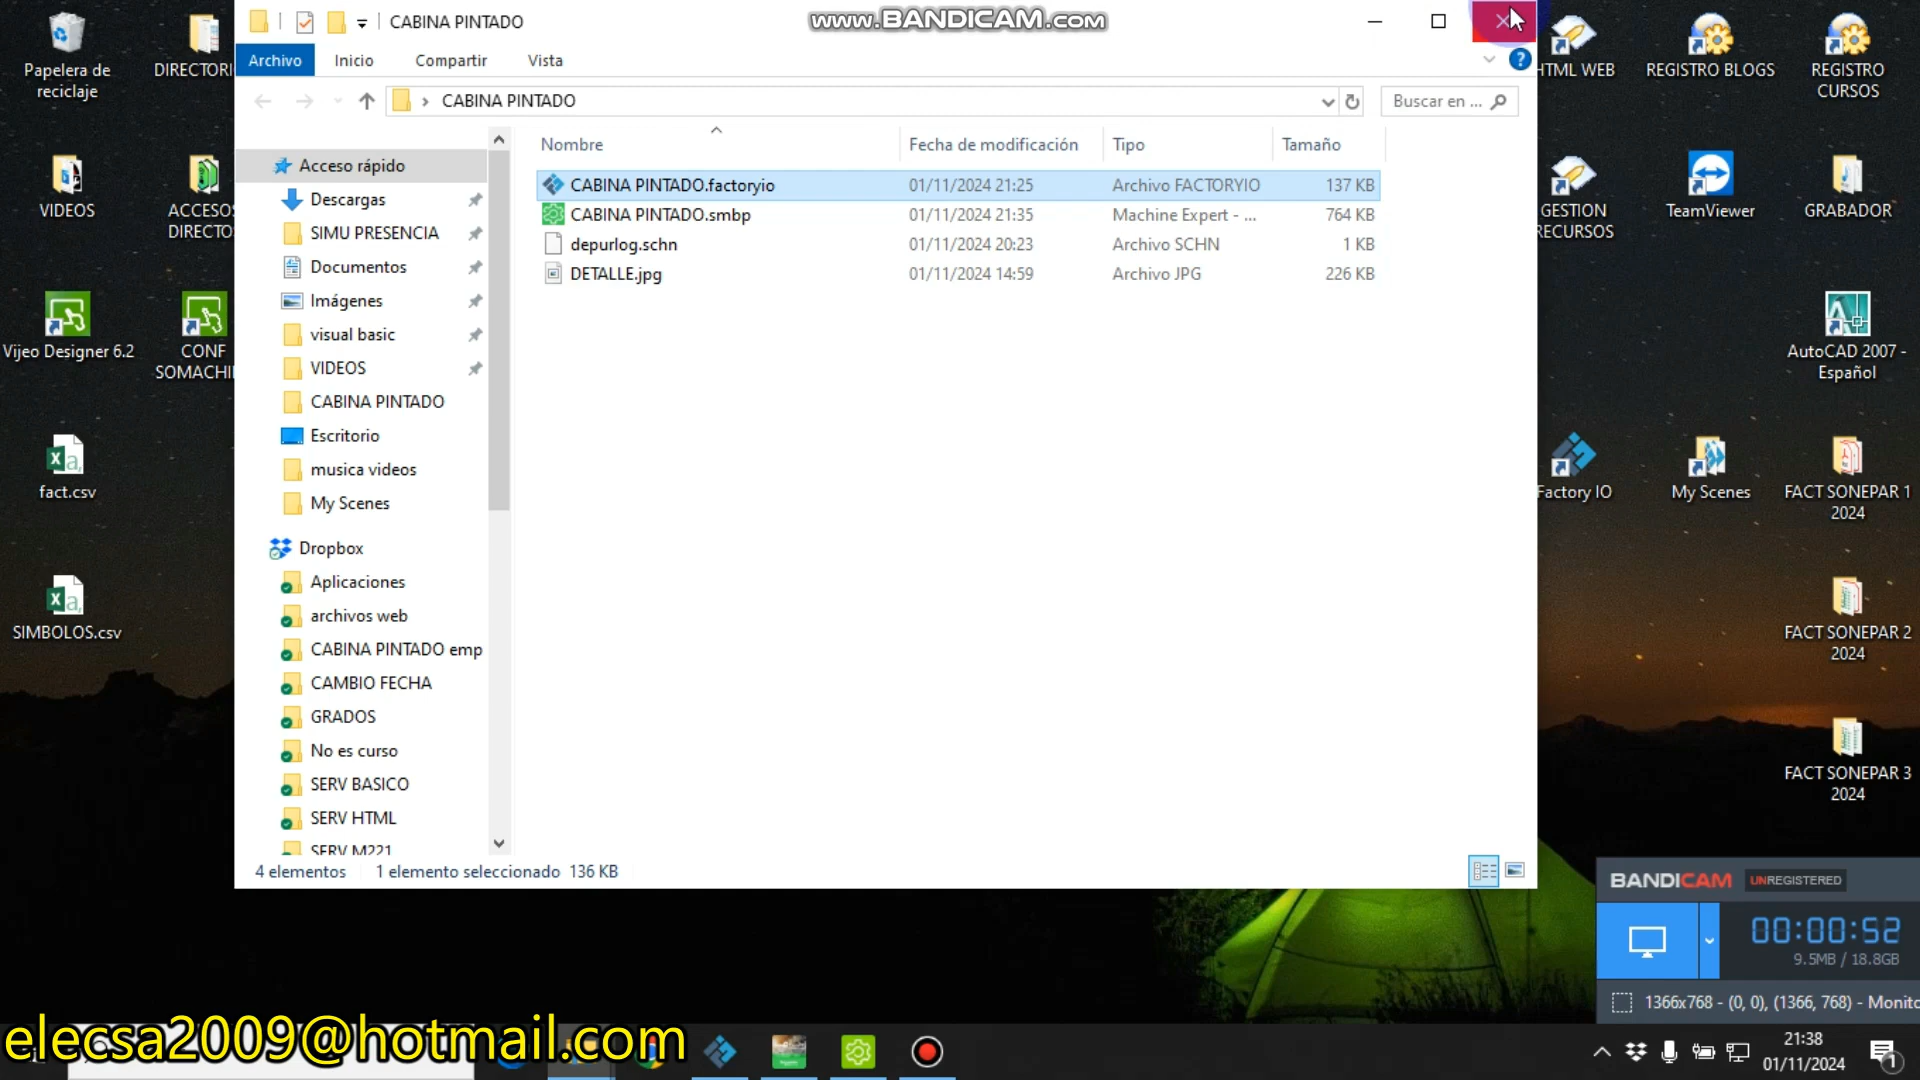 CABINA PINTADO
www.BANDICAM.com
Archivo
Inicio
Compartir
Vista
CABINA PINTADO
Buscar en ...
Nombre
Fecha de modificación
Tipo
Tamaño
CABINA PINTADO.factoryio
01/11/2024 21:25
Archivo FACTORYIO
137 KB
CABINA PINTADO.smbp
01/11/2024 21:35
Machine Expert - ...
764 KB
depurlog.schn
01/11/2024 20:23
Archivo SCHN
1 KB
DETALLE.jpg
01/11/2024 14:59
Archivo JPG
226 KB
Acceso rápido
Descargas
SIMU PRESENCIA
Documentos
Imágenes
visual basic
VIDEOS
CABINA PINTADO
Escritorio
musica videos
My Scenes
Dropbox
Aplicaciones
archivos web
CABINA PINTADO emp
CAMBIO FECHA
GRADOS
No es curso
SERV BASICO
SERV HTML
SERV M221
4 elementos
1 elemento seleccionado 136 KB
Papelera de
reciclaje
DIRECTORI
VIDEOS
ACCESOS
DIRECTO
Vijeo Designer 6.2
CONF
SOMACHI
fact.csv
SIMBOLOS.csv
HTML WEB
REGISTRO BLOGS
REGISTRO
CURSOS
GESTION
RECURSOS
TeamViewer
GRABADOR
AutoCAD 2007 -
Español
Factory IO
My Scenes
FACT SONEPAR 1
2024
FACT SONEPAR 2
2024
FACT SONEPAR 3
2024
BANDICAM
UNREGISTERED
00:00:52
9.5MB / 18.8GB
1366x768 - (0, 0), (1366, 768) - Monito
elecsa2009@hotmail.com
21:38
01/11/2024
1